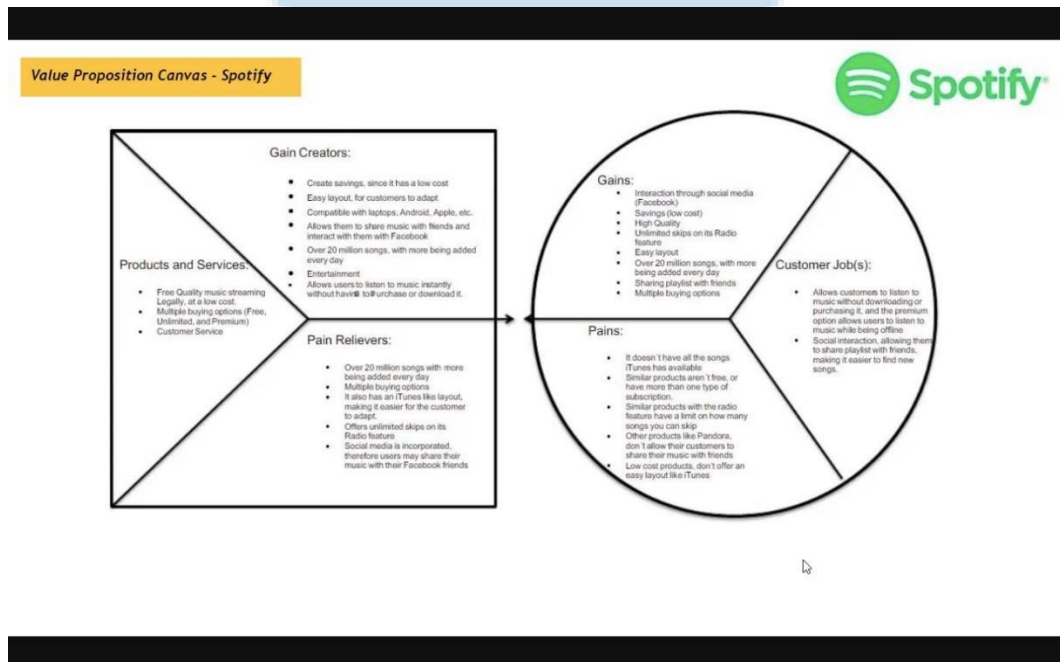 Value Proposition Canvas - Spotify
Spotify
Gain Creators:
• Create savings, since it has a low cost
• Easy layout, for customers to adapt
• Compatible with laptops, Android, Apple, etc.
• Allows them to share music with friends and
interact with them with Facebook
• Over 20 million songs, with more being added
every day
• Entertainment
• Allows users to listen to music instantly
without having to purchase or download it.
Products and Services:
• Free Quality music streaming
Legally, at a low cost.
• Multiple buying options (Free,
Unlimited, and Premium)
• Customer Service
Pain Relievers:
• Over 20 million songs with more
being added every day
• Multiple buying options
• It also has an iTunes like layout,
making it easier for the customer
to adapt.
• Offers unlimited skips on its
Radio feature
• Social media is incorporated,
therefore users may share their
music with their Facebook friends
Gains:
• Interaction through social media
(Facebook)
• Savings (low cost)
• High Quality
• Unlimited skips on its Radio
feature
• Easy layout
• Over 20 million songs, with more
being added every day
• Sharing playlist with friends
• Multiple buying options
Pains:
• It doesn´t have all the songs
iTunes has available
• Similar products aren´t free, or
have more than one type of
subscription.
• Similar products with the radio
feature have a limit on how many
songs you can skip
• Other products like Pandora,
don´t allow their customers to
share their music with friends
• Low cost products, don´t offer an
easy layout like iTunes
Customer Job(s):
• Allows customers to listen to
music without downloading or
purchasing it, and the premium
option allows users to listen to
music while being offline
• Social interaction, allowing them
to share playlist with friends,
making it easier to find new
songs.